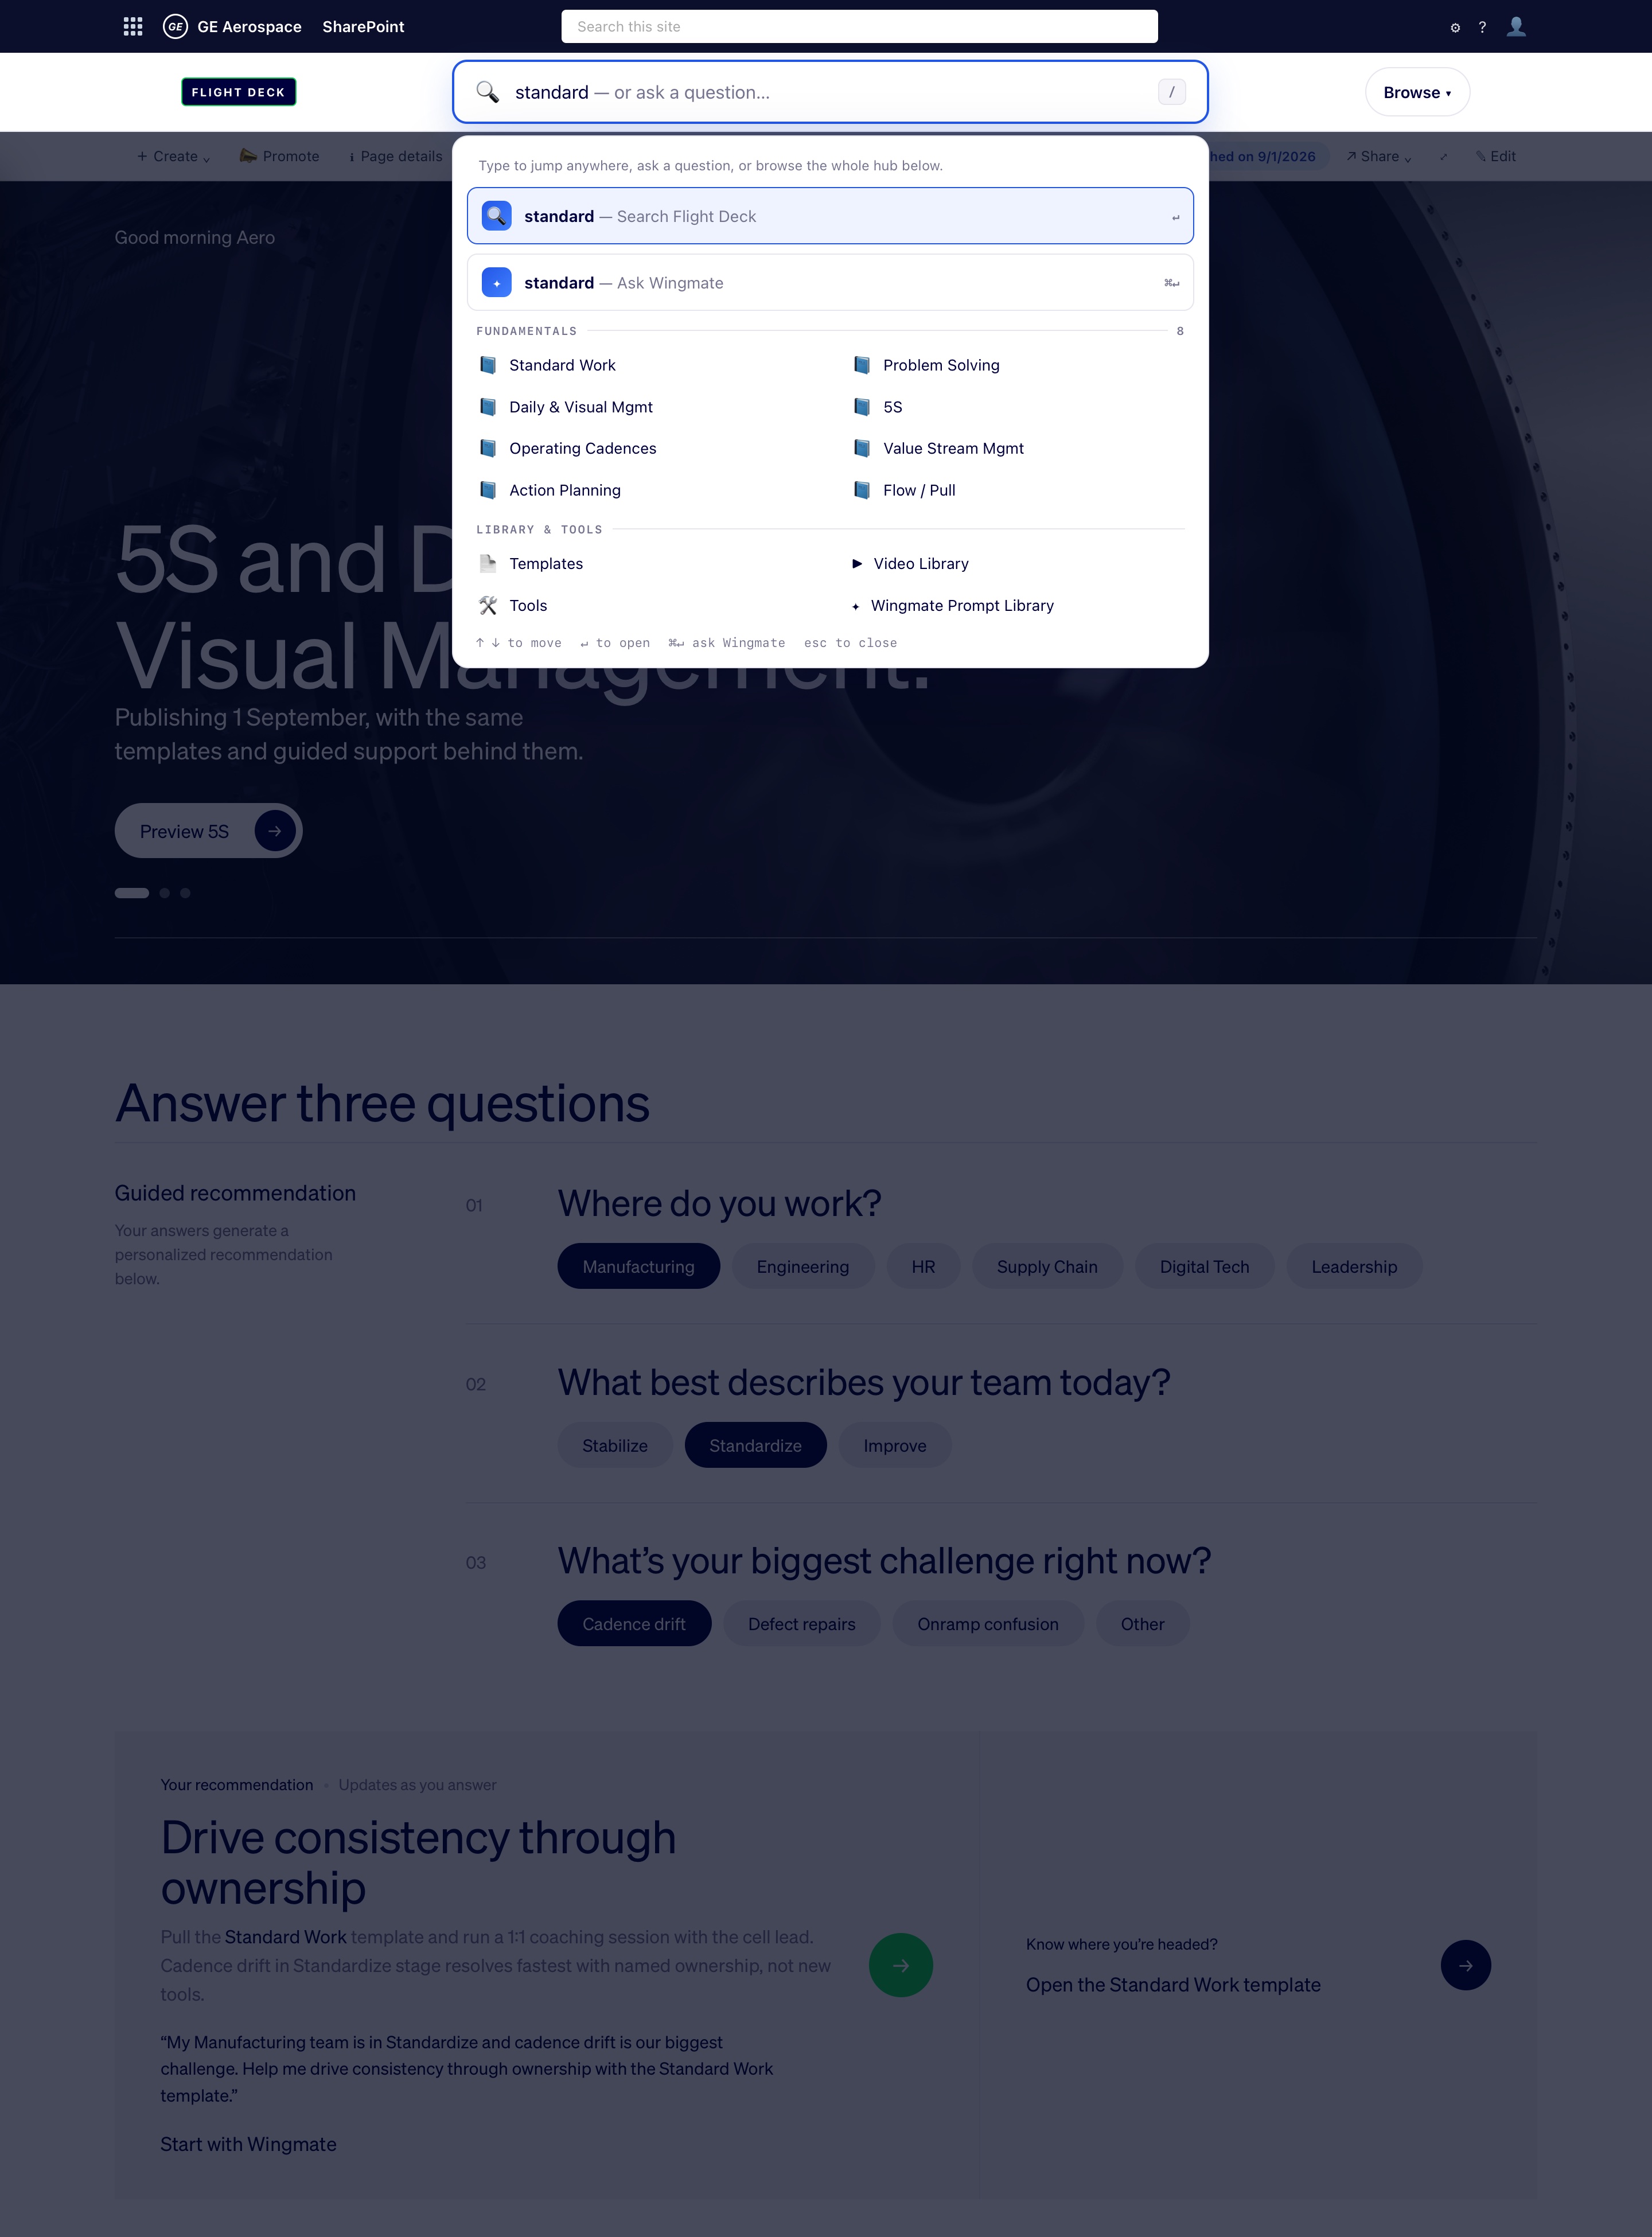 GE GE Aerospace SharePoint Search this site ?
FLIGHT DECK standard — or ask a question... / Browse
+ Create Promote i Page details hed on 9/1/2026 Share Edit
Type to jump anywhere, ask a question, or browse the whole hub below.
standard — Search Flight Deck ↵
standard — Ask Wingmate ⌘↵
FUNDAMENTALS 8
Standard Work Problem Solving
Daily & Visual Mgmt 5S
Operating Cadences Value Stream Mgmt
Action Planning Flow / Pull
LIBRARY & TOOLS
Templates Video Library
Tools Wingmate Prompt Library
↑ ↓ to move ↵ to open ⌘↵ ask Wingmate esc to close
Good morning Aero
5S and D
Visual Management.
Publishing 1 September, with the same
templates and guided support behind them.
Preview 5S →
Answer three questions
Guided recommendation
Your answers generate a
personalized recommendation
below.
01 Where do you work?
Manufacturing Engineering HR Supply Chain Digital Tech Leadership
02 What best describes your team today?
Stabilize Standardize Improve
03 What’s your biggest challenge right now?
Cadence drift Defect repairs Onramp confusion Other
Your recommendation • Updates as you answer
Drive consistency through
ownership
Pull the Standard Work template and run a 1:1 coaching session with the cell lead.
Cadence drift in Standardize stage resolves fastest with named ownership, not new
tools.
“My Manufacturing team is in Standardize and cadence drift is our biggest
challenge. Help me drive consistency through ownership with the Standard Work
template.”
Start with Wingmate
Know where you’re headed?
Open the Standard Work template